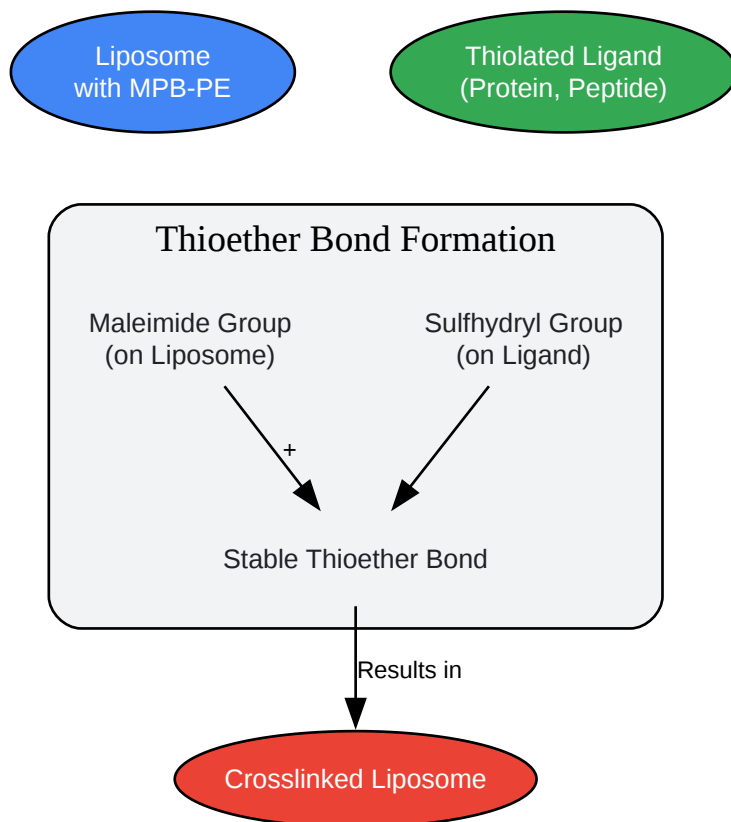 Liposome
with MPB-PE
Thiolated Ligand
(Protein, Peptide)
Thioether Bond Formation
Maleimide Group
(on Liposome)
Sulfhydryl Group
(on Ligand)
+
Stable Thioether Bond
Results in
Crosslinked Liposome